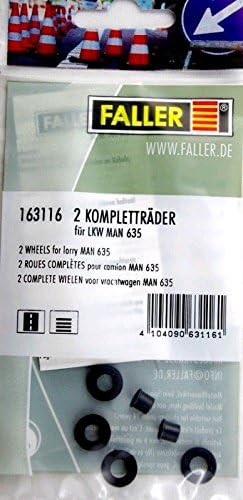 FALLER
WWW.FALLER.DE
163116 2 KOMPLETTRÄDER
für LKW MAN 635
2 WHEELS for lorry MAN 635
2 ROUES COMPLÈTES pour camion MAN 635
2 COMPLETE WIELEN voor vrachtwagen MAN 635
4 104090 631161